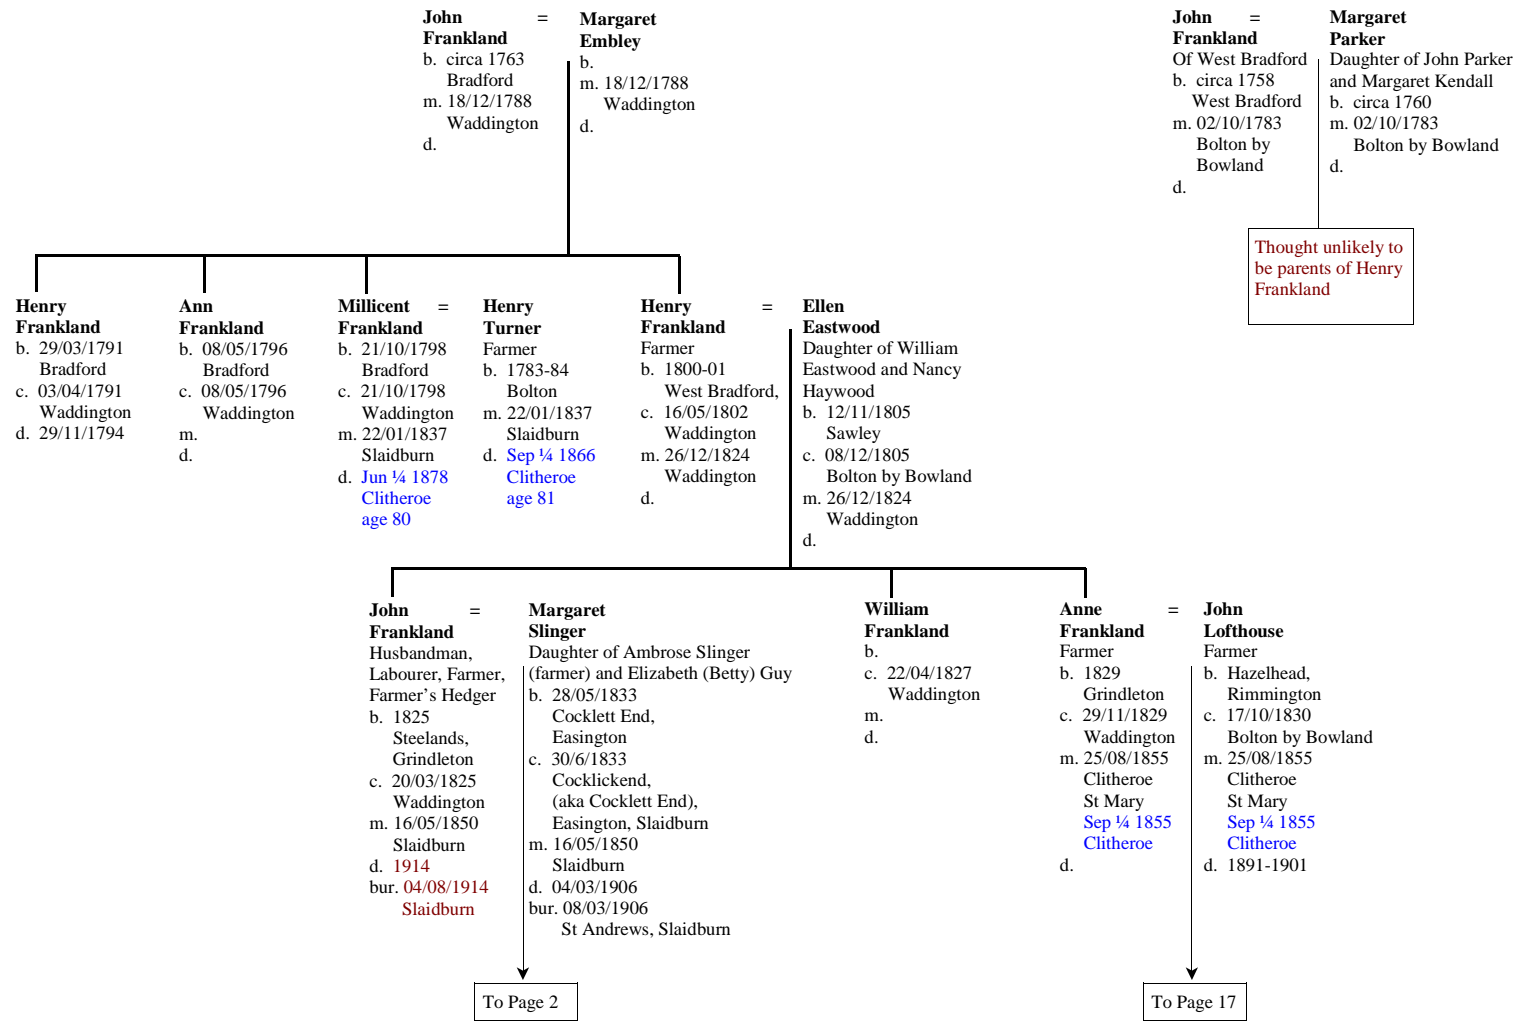 John =
Frankland
b. circa 1763
Bradford
m. 18/12/1788
Waddington
d.
Margaret
Embley
b.
m. 18/12/1788
Waddington
d.
John =
Frankland
Of West Bradford
b. circa 1758
West Bradford
m. 02/10/1783
Bolton by
Bowland
d.
Margaret
Parker
Daughter of John Parker
and Margaret Kendall
b. circa 1760
m. 02/10/1783
Bolton by Bowland
d.
Thought unlikely to
be parents of Henry
Frankland
Henry
Frankland
b. 29/03/1791
Bradford
c. 03/04/1791
Waddington
d. 29/11/1794
Ann
Frankland
b. 08/05/1796
Bradford
c. 08/05/1796
Waddington
m.
d.
Millicent =
Frankland
b. 21/10/1798
Bradford
c. 21/10/1798
Waddington
m. 22/01/1837
Slaidburn
d. Jun ¼ 1878
Clitheroe
age 80
Henry
Turner
Farmer
b. 1783-84
Bolton
m. 22/01/1837
Slaidburn
d. Sep ¼ 1866
Clitheroe
age 81
Henry =
Frankland
Farmer
b. 1800-01
West Bradford,
c. 16/05/1802
Waddington
m. 26/12/1824
Waddington
d.
Ellen
Eastwood
Daughter of William
Eastwood and Nancy
Haywood
b. 12/11/1805
Sawley
c. 08/12/1805
Bolton by Bowland
m. 26/12/1824
Waddington
d.
John =
Frankland
Husbandman,
Labourer, Farmer,
Farmer’s Hedger
b. 1825
Steelands,
Grindleton
c. 20/03/1825
Waddington
m. 16/05/1850
Slaidburn
d. 1914
bur. 04/08/1914
Slaidburn
Margaret
Slinger
Daughter of Ambrose Slinger
(farmer) and Elizabeth (Betty) Guy
b. 28/05/1833
Cocklett End,
Easington
c. 30/6/1833
Cocklickend,
(aka Cocklett End),
Easington, Slaidburn
m. 16/05/1850
Slaidburn
d. 04/03/1906
bur. 08/03/1906
St Andrews, Slaidburn
William
Frankland
b.
c. 22/04/1827
Waddington
m.
d.
Anne =
Frankland
Farmer
b. 1829
Grindleton
c. 29/11/1829
Waddington
m. 25/08/1855
Clitheroe
St Mary
Sep ¼ 1855
Clitheroe
d.
John
Lofthouse
Farmer
b. Hazelhead,
Rimmington
c. 17/10/1830
Bolton by Bowland
m. 25/08/1855
Clitheroe
St Mary
Sep ¼ 1855
Clitheroe
d. 1891-1901
To Page 2
To Page 17